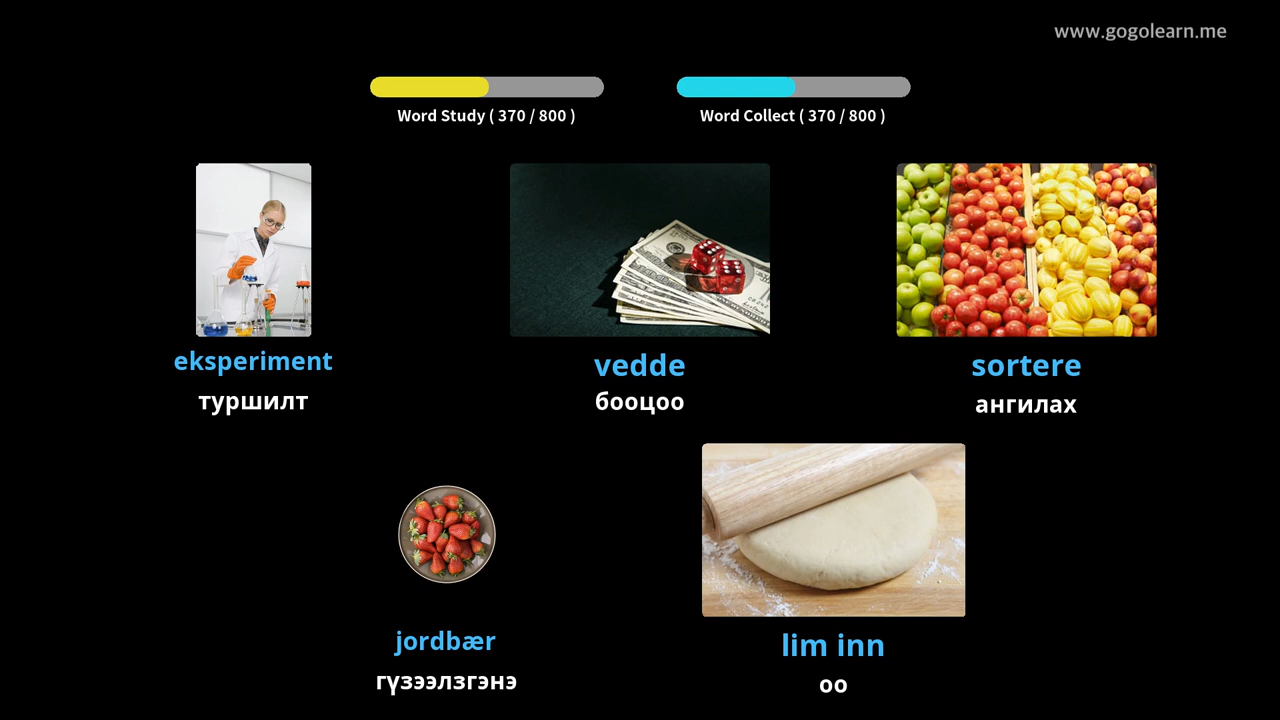 www.gogolearn.me
Word Study ( 370 / 800 )
Word Collect ( 370 / 800 )
eksperiment
туршилт
vedde
бооцоо
sortere
ангилах
jordbær
гүзээлзгэнэ
lim inn
оо